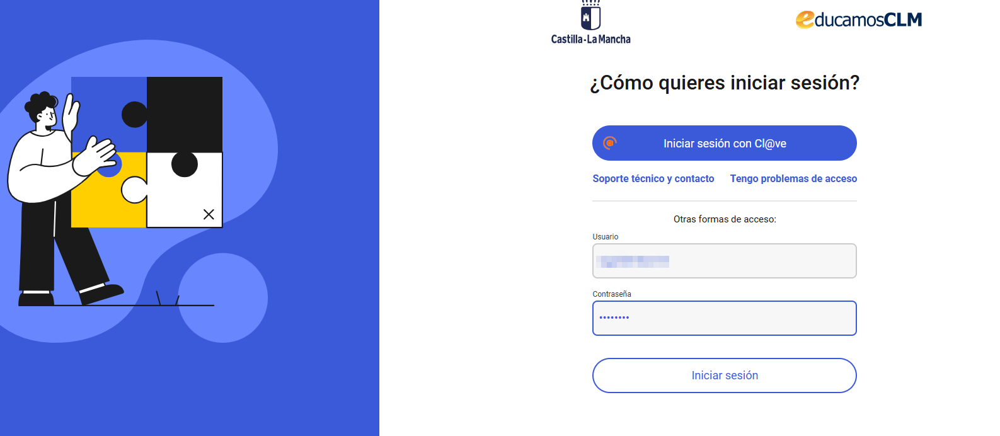 Castilla-La Mancha
educamosCLM
¿Cómo quieres iniciar sesión?
Iniciar sesión con Cl@ve
Soporte técnico y contacto Tengo problemas de acceso
Otras formas de acceso:
Usuario
Contraseña
••••••••
Iniciar sesión